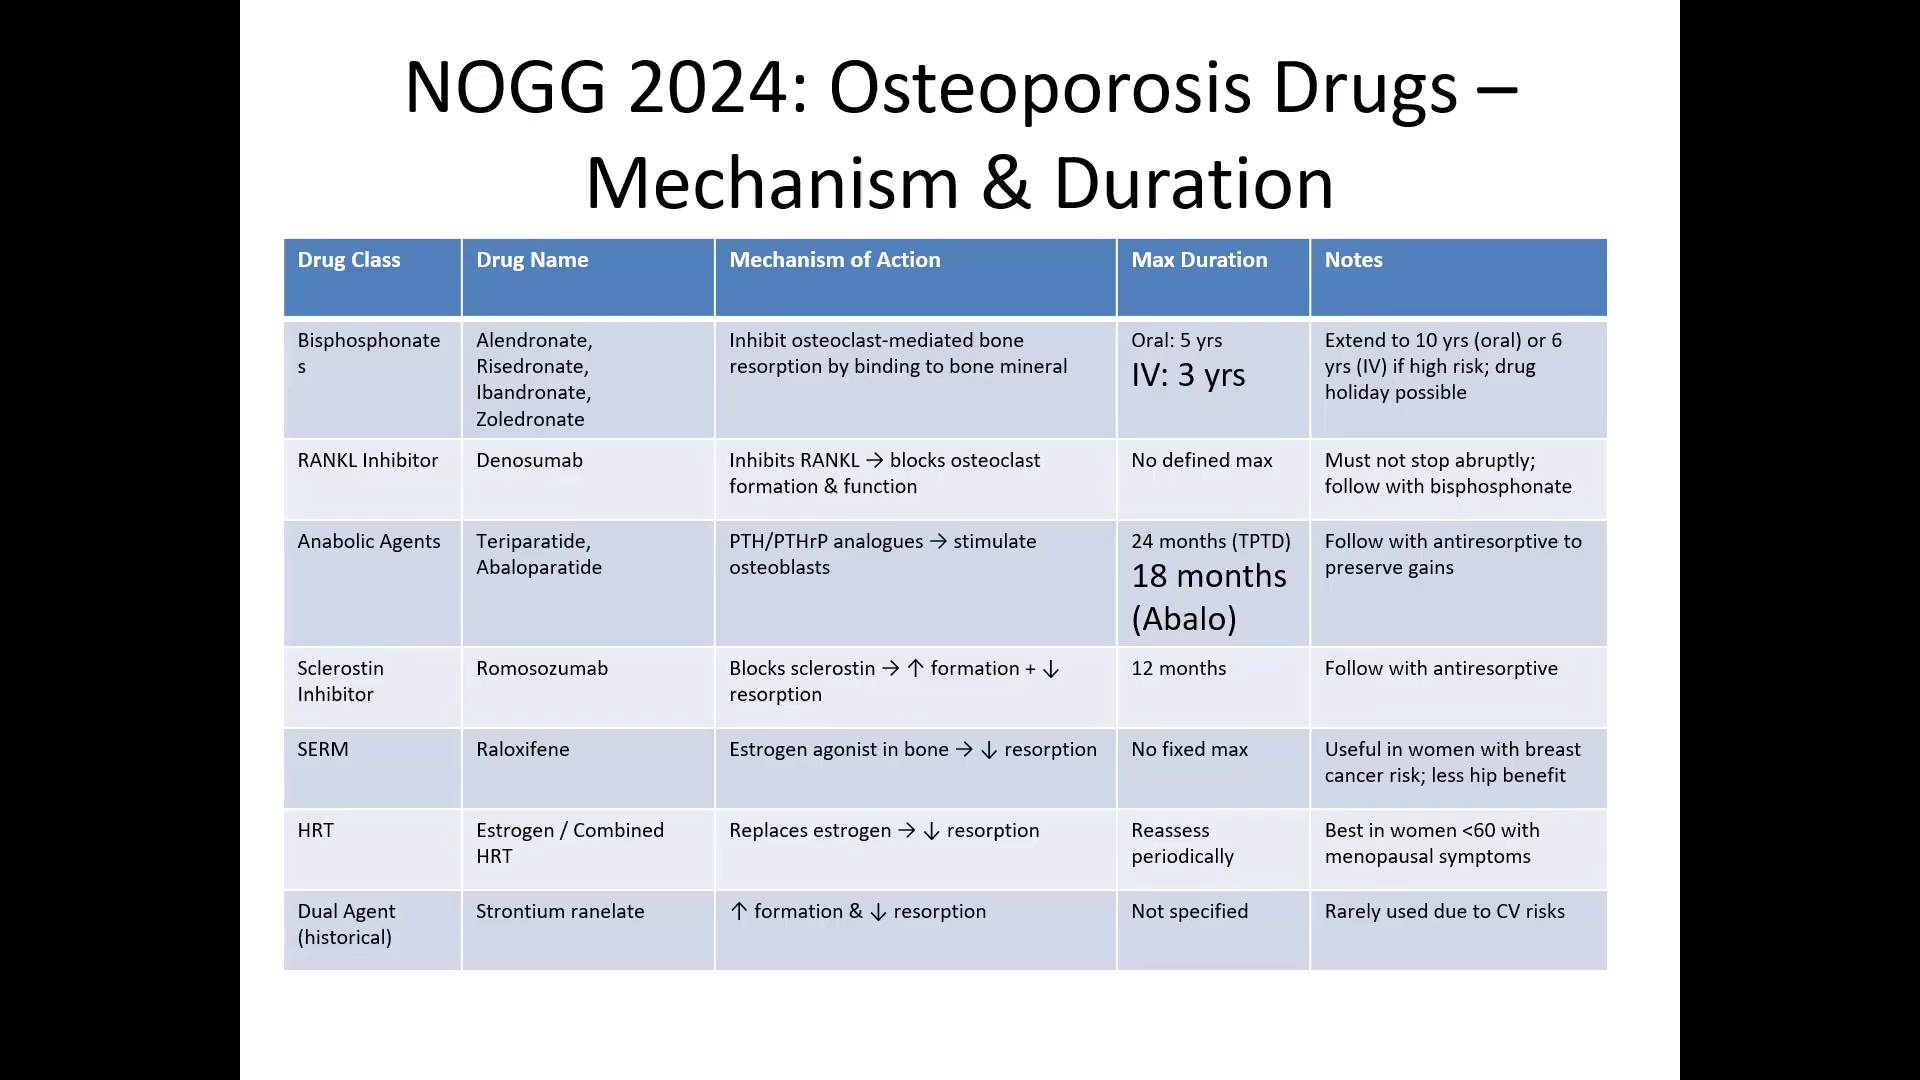 NOGG 2024: Osteoporosis Drugs –
Mechanism & Duration
Drug Class
Drug Name
Mechanism of Action
Max Duration
Notes
Bisphosphonate
s
Alendronate,
Risedronate,
Ibandronate,
Zoledronate
Inhibit osteoclast-mediated bone
resorption by binding to bone mineral
Oral: 5 yrs
IV: 3 yrs
Extend to 10 yrs (oral) or 6
yrs (IV) if high risk; drug
holiday possible
RANKL Inhibitor
Denosumab
Inhibits RANKL → blocks osteoclast
formation & function
No defined max
Must not stop abruptly;
follow with bisphosphonate
Anabolic Agents
Teriparatide,
Abaloparatide
PTH/PTHrP analogues → stimulate
osteoblasts
24 months (TPTD)
18 months
(Abalo)
Follow with antiresorptive to
preserve gains
Sclerostin
Inhibitor
Romosozumab
Blocks sclerostin → ↑ formation + ↓
resorption
12 months
Follow with antiresorptive
SERM
Raloxifene
Estrogen agonist in bone → ↓ resorption
No fixed max
Useful in women with breast
cancer risk; less hip benefit
HRT
Estrogen / Combined
HRT
Replaces estrogen → ↓ resorption
Reassess
periodically
Best in women <60 with
menopausal symptoms
Dual Agent
(historical)
Strontium ranelate
↑ formation & ↓ resorption
Not specified
Rarely used due to CV risks